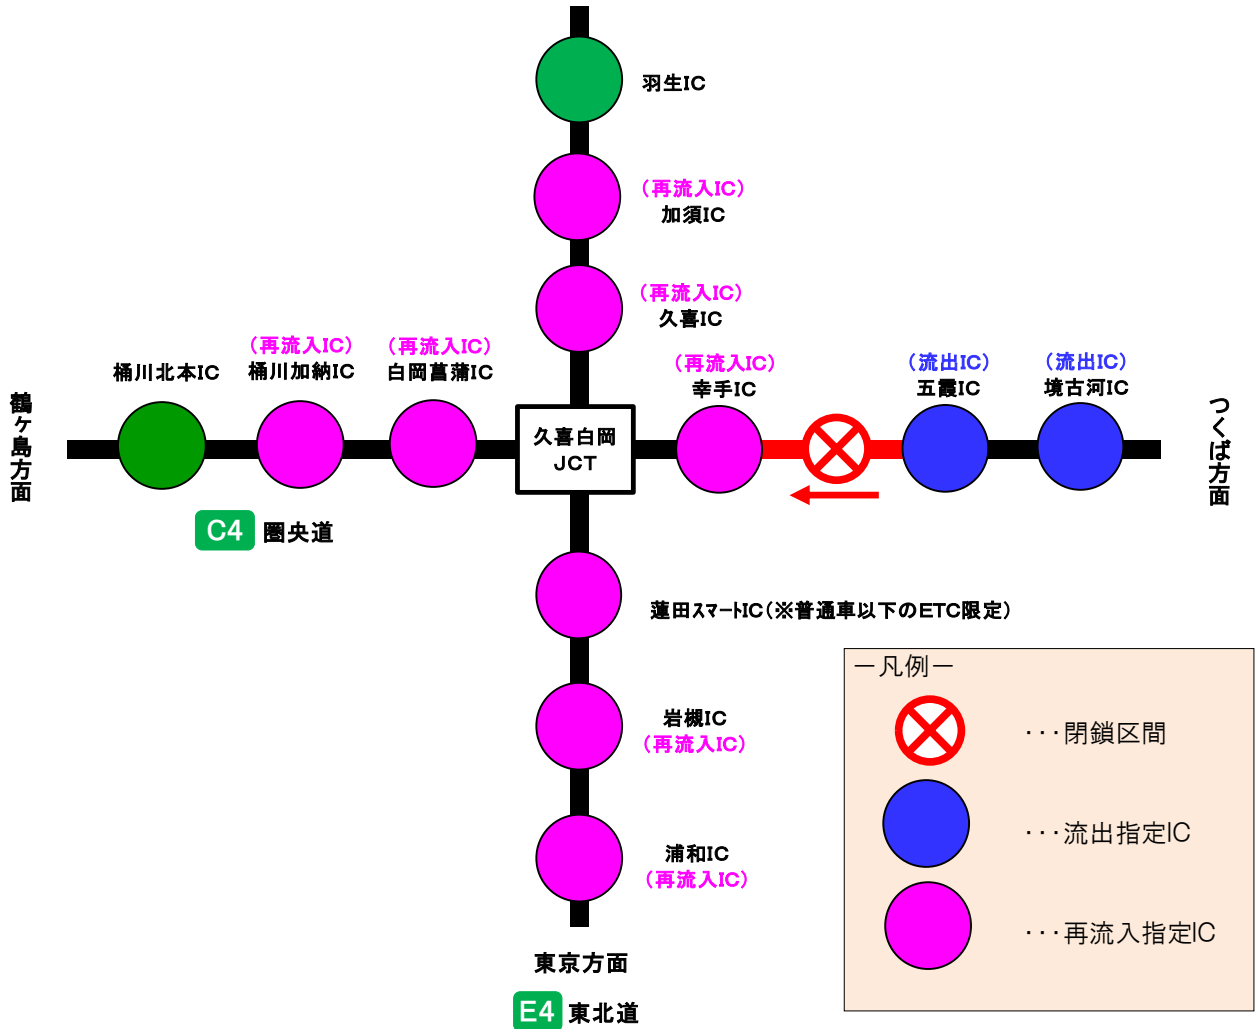 羽生IC
(再流入IC)
加須IC
(再流入IC)
久喜IC
(再流入IC)
桶川加納IC
(再流入IC)
白岡菖蒲IC
桶川北本IC
(再流入IC)
幸手IC
(流出IC)
五霞IC
(流出IC)
境古河IC
鶴ヶ島方面
久喜白岡
JCT
つくば方面
C4 圏央道
蓮田スマートIC(※普通車以下のETC限定)
岩槻IC
(再流入IC)
浦和IC
(再流入IC)
東京方面
E4 東北道
－凡例－
･･･閉鎖区間
･･･流出指定IC
･･･再流入指定IC